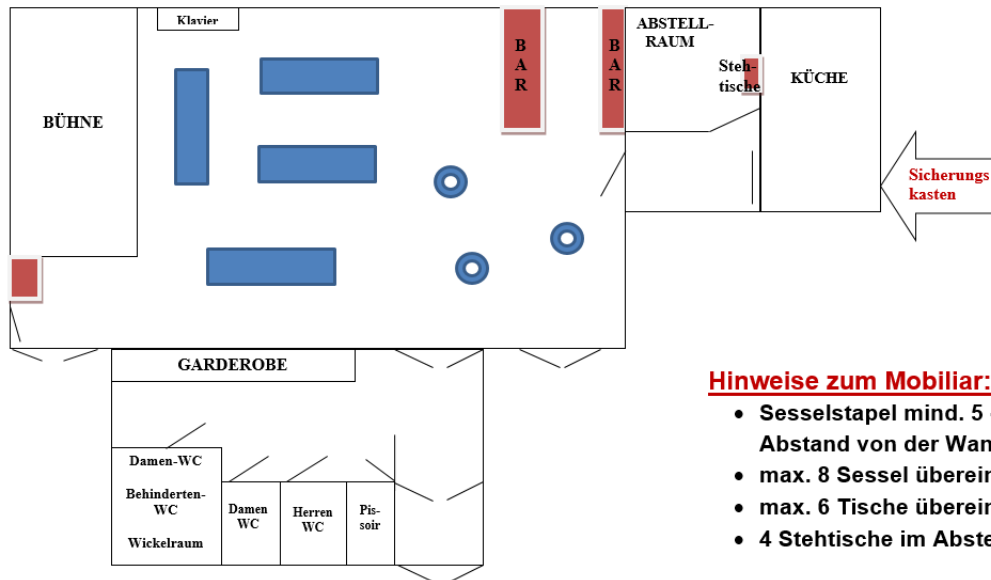 Klavier
BÜHNE
B
A
R
B
A
R
ABSTELL-
RAUM
Steh-
tische
KÜCHE
Sicherungs
kasten
GARDEROBE
Damen-WC
Behinderten-
WC
Wickelraum
Damen
WC
Herren
WC
Pis-
soir
Hinweise zum Mobiliar:
• Sesselstapel mind. 5
Abstand von der Wan
• max. 8 Sessel überein
• max. 6 Tische überein
• 4 Stehtische im Abste